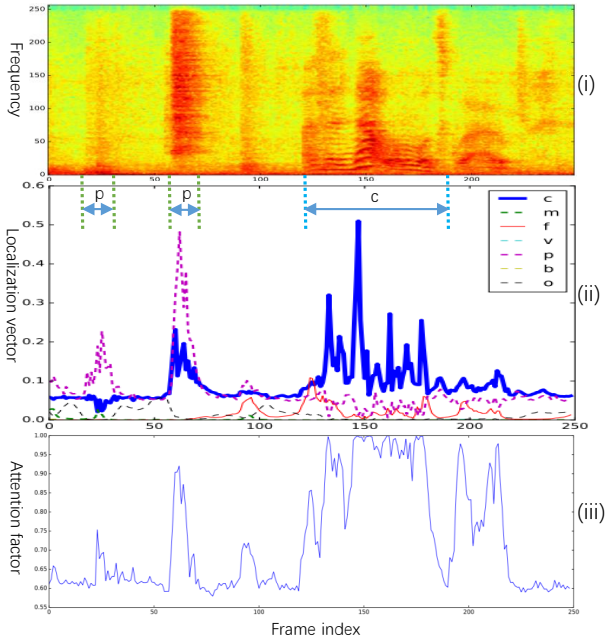 250
200
150
100
50
0
Frequency
0
50
100
150
200
250
(i)
0.6
0.5
0.4
0.3
0.2
0.1
0.0
Localization vector
p
p
c
c
m
f
v
p
b
o
(ii)
0
50
100
150
200
250
1.00
0.95
0.90
0.85
0.80
0.75
0.70
0.65
0.60
0.55
Attention factor
(iii)
0
50
100
150
200
250
Frame index